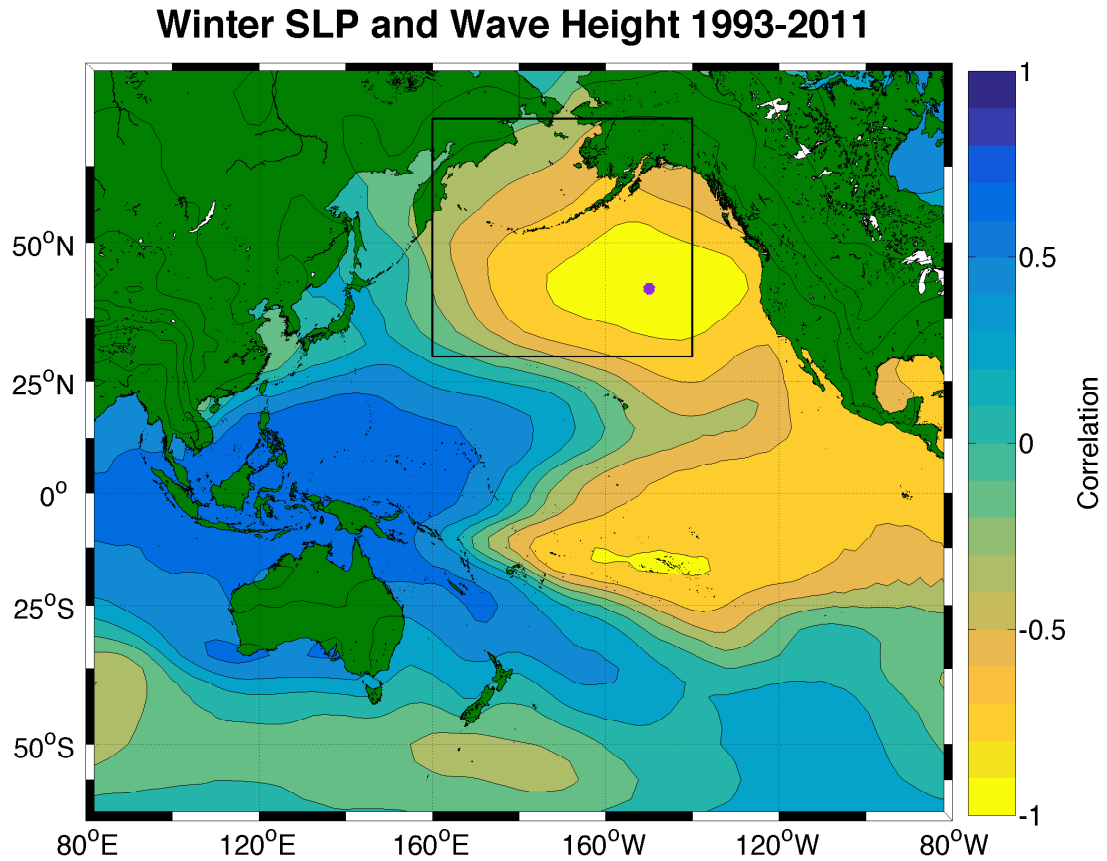 Winter SLP and Wave Height 1993-2011
50°N
25°N
0°
25°S
50°S
80°E
120°E
160°E
160°W
120°W
80°W
1
0.5
0
-0.5
-1
Correlation